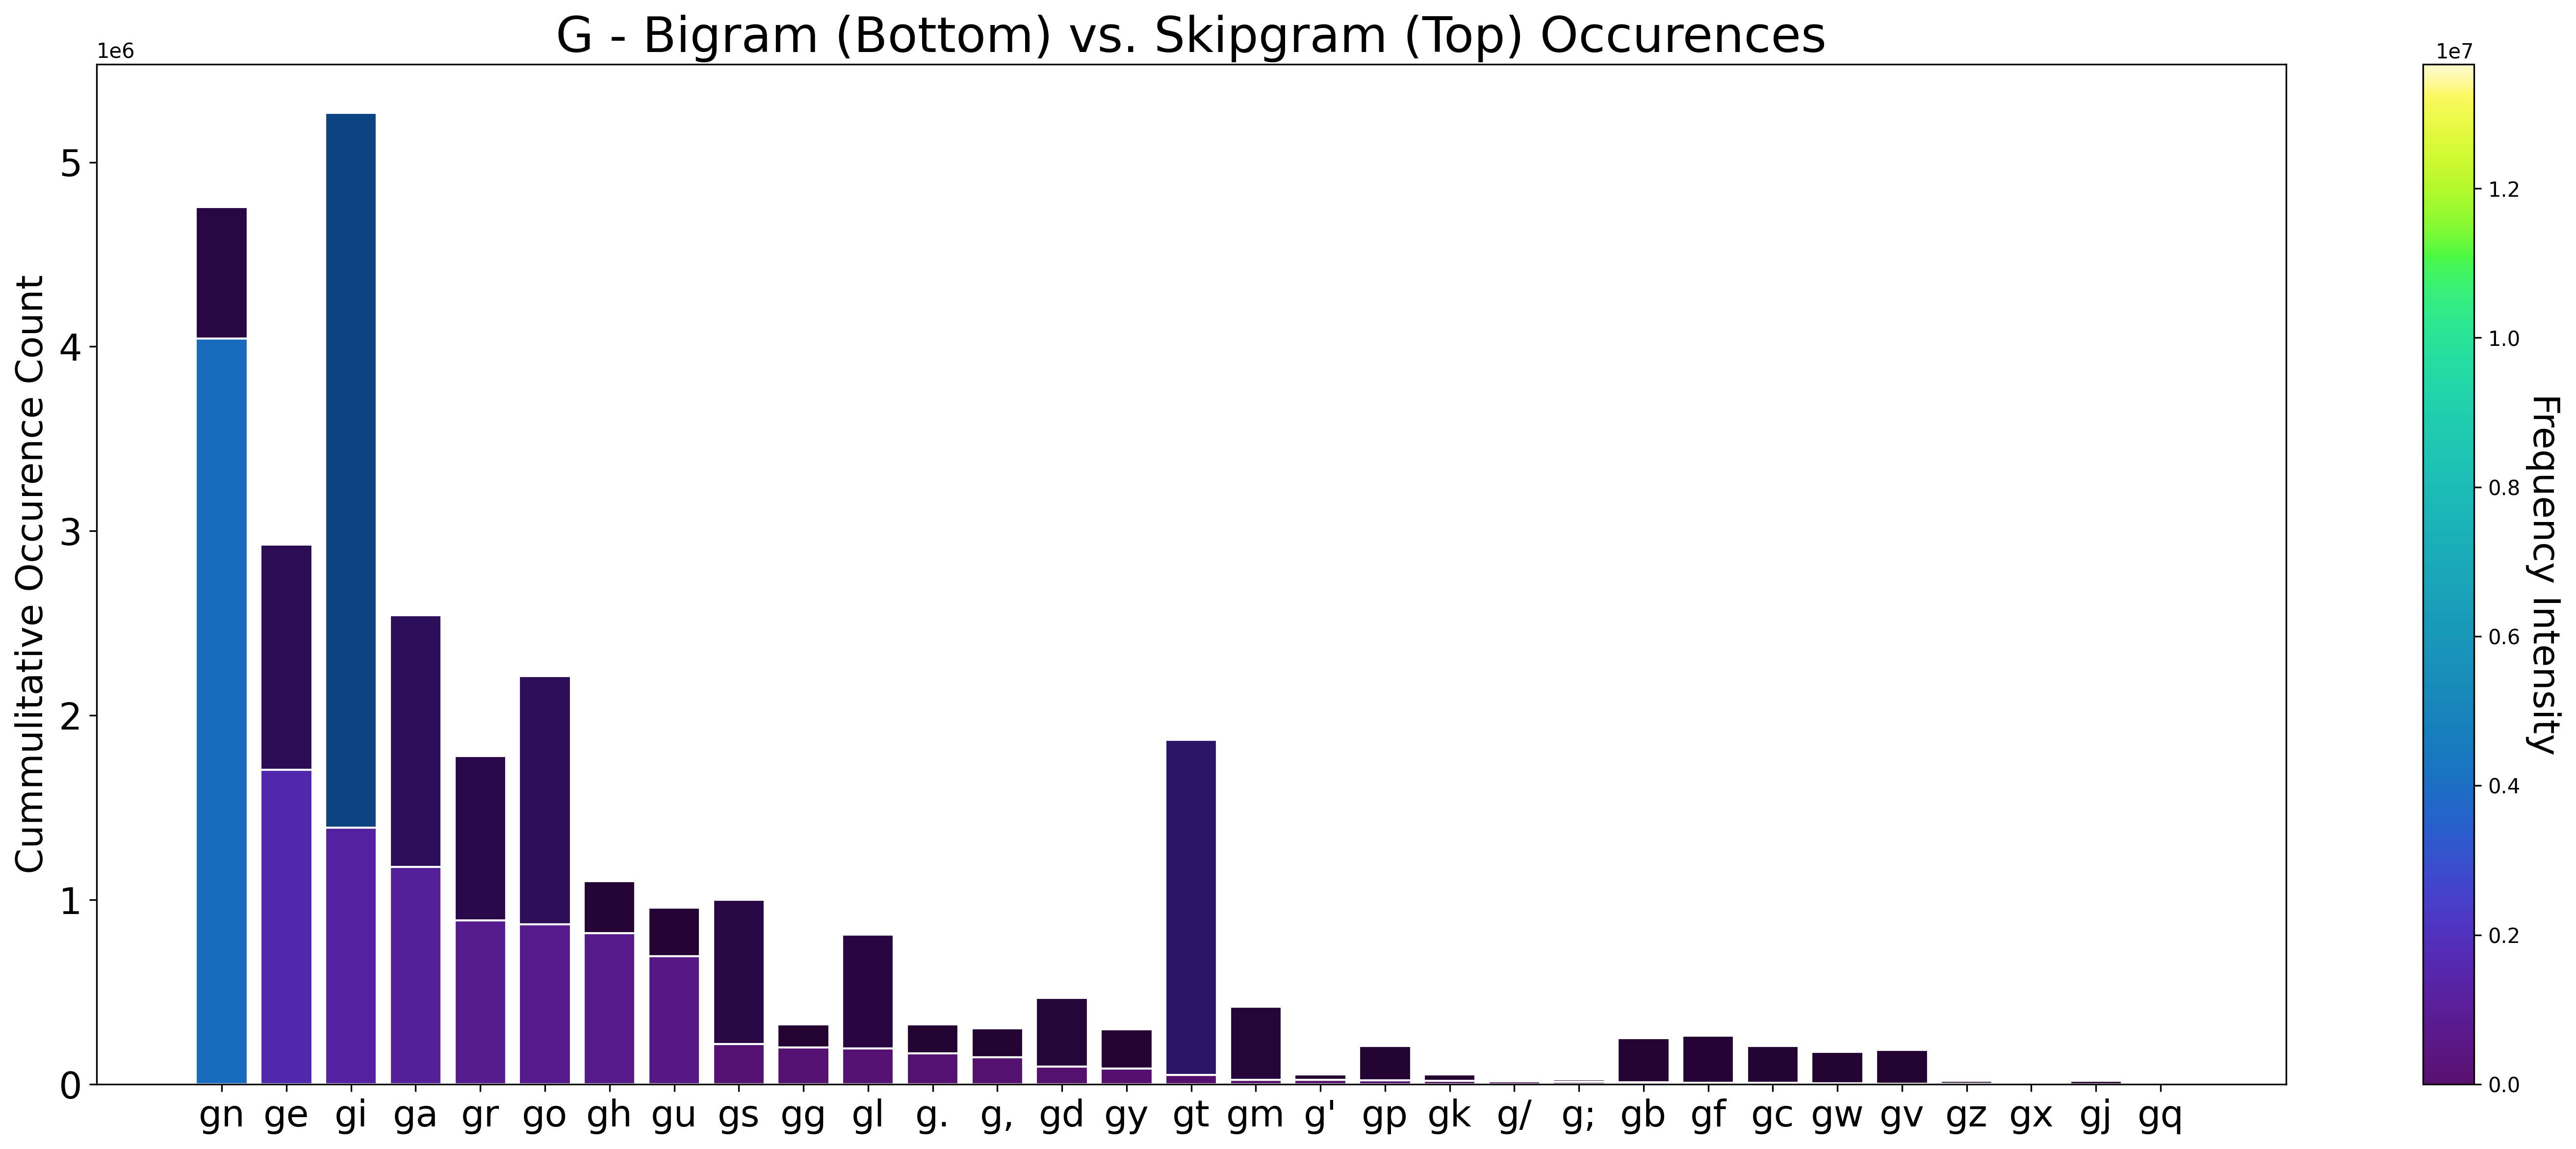 G - Bigram (Bottom) vs. Skipgram (Top) Occurences
1e6
1e7
Cummulitative Occurence Count
5
4
3
2
1
0
gn ge gi ga gr go gh gu gs gg gl g. g, gd gy gt gm g' gp gk g/ g; gb gf gc gw gv gz gx gj gq
1.2
1.0
0.8
0.6
0.4
0.2
0.0
Frequency Intensity